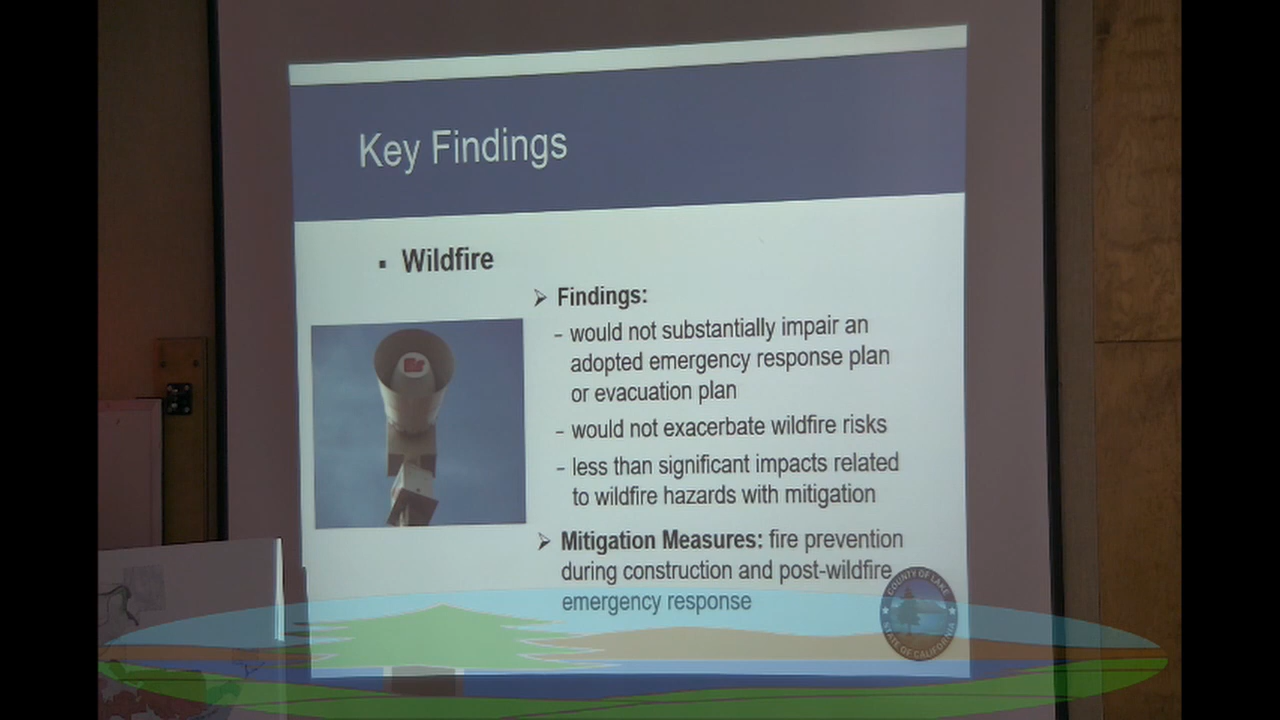 Key Findings
▪ Wildfire
➢ Findings:
– would not substantially impair an
adopted emergency response plan
or evacuation plan
– would not exacerbate wildfire risks
– less than significant impacts related
to wildfire hazards with mitigation
➢ Mitigation Measures: fire prevention
during construction and post-wildfire
emergency response
COUNTY OF LAKE
STATE OF CALIFORNIA